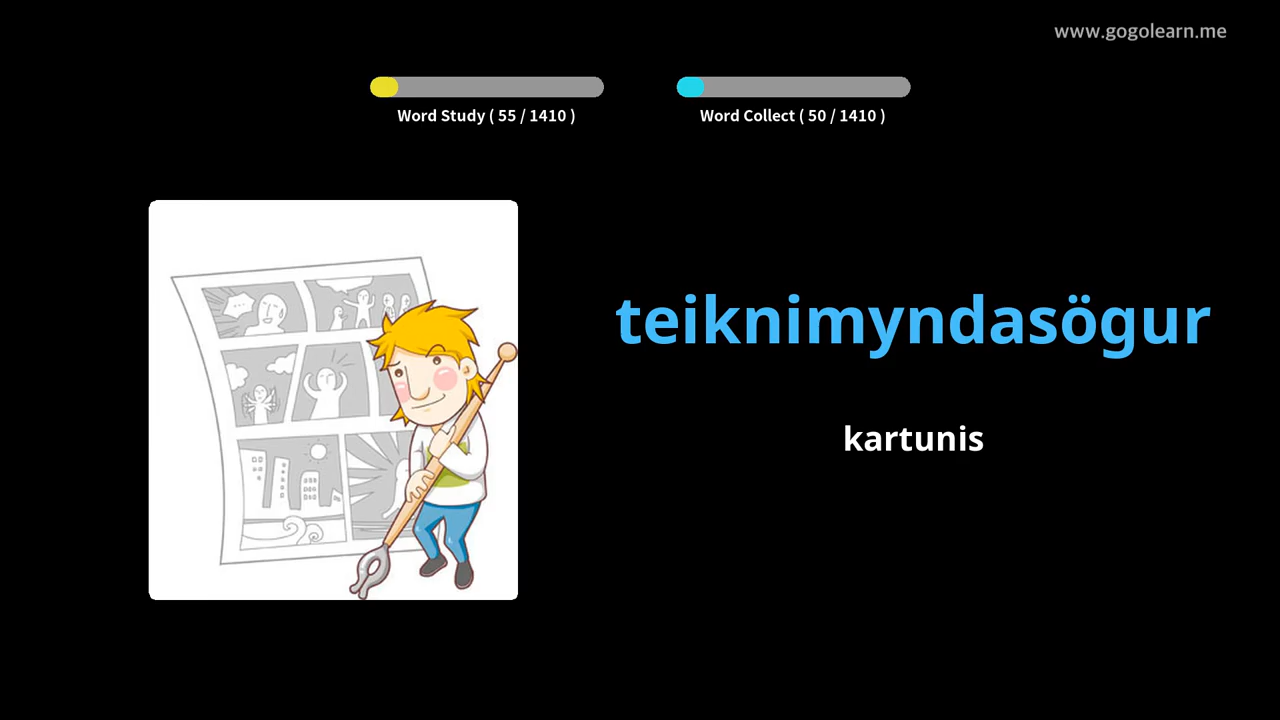 www.gogolearn.me
Word Study ( 55 / 1410 )
Word Collect ( 50 / 1410 )
teiknimyndasögur
kartunis